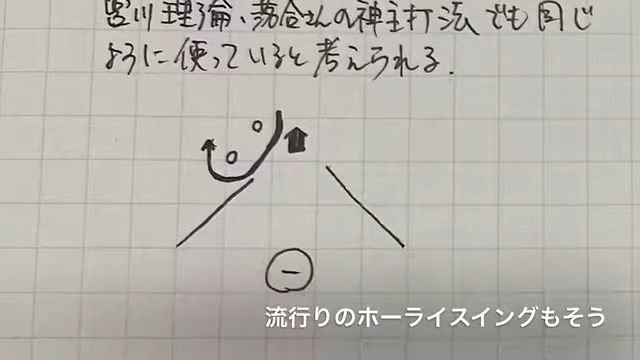 宮川理論、落合さんの神主打法でも同じ
ように使っていると考えられる.
流行りのホーライスイングもそう